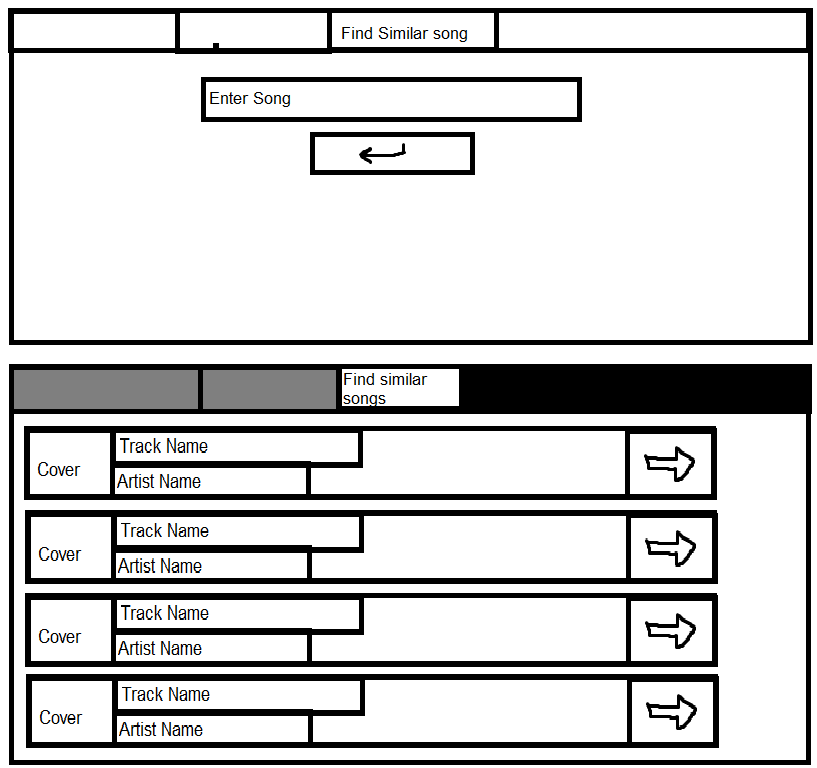 Find Similar song
Enter Song
Find similar
songs
Cover
Track Name
Artist Name
Cover
Track Name
Artist Name
Cover
Track Name
Artist Name
Cover
Track Name
Artist Name